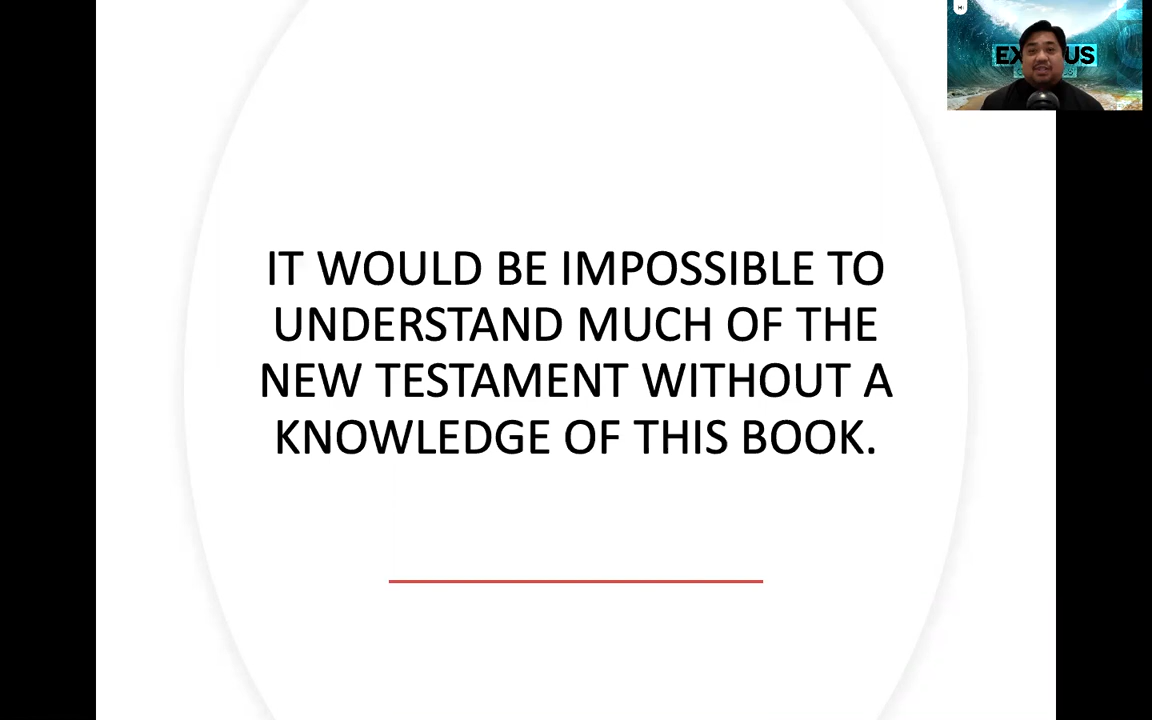 IT WOULD BE IMPOSSIBLE TO
UNDERSTAND MUCH OF THE
NEW TESTAMENT WITHOUT A
KNOWLEDGE OF THIS BOOK.